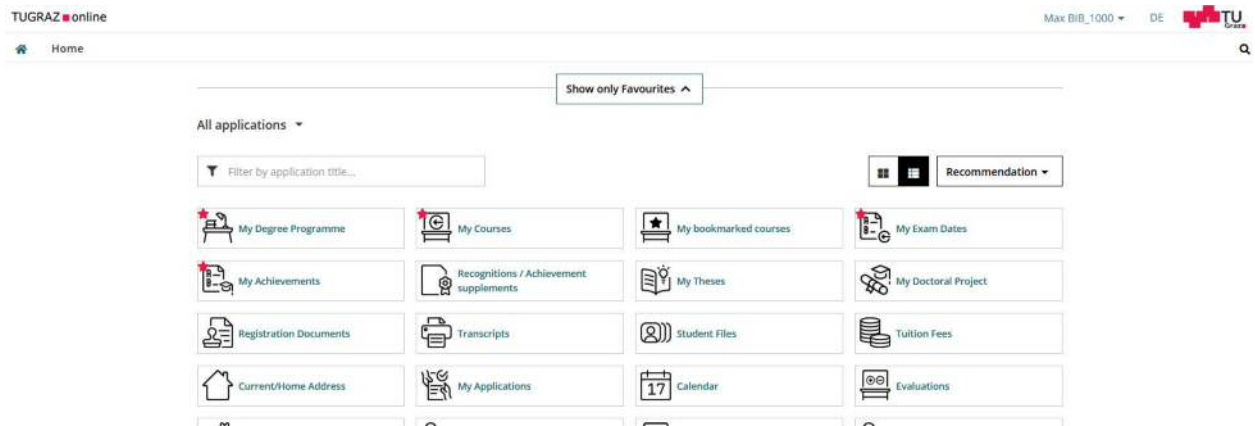 TUGRAZ online
Max BIB_1000
DE
TU
Graz
Home
Show only Favourites
All applications
Filter by application title...
Recommendation
My Degree Programme
My Courses
My bookmarked courses
My Exam Dates
My Achievements
Recognitions / Achievement
supplements
My Theses
My Doctoral Project
Registration Documents
Transcripts
Student Files
Tuition Fees
Current/Home Address
My Applications
17
Calendar
Evaluations